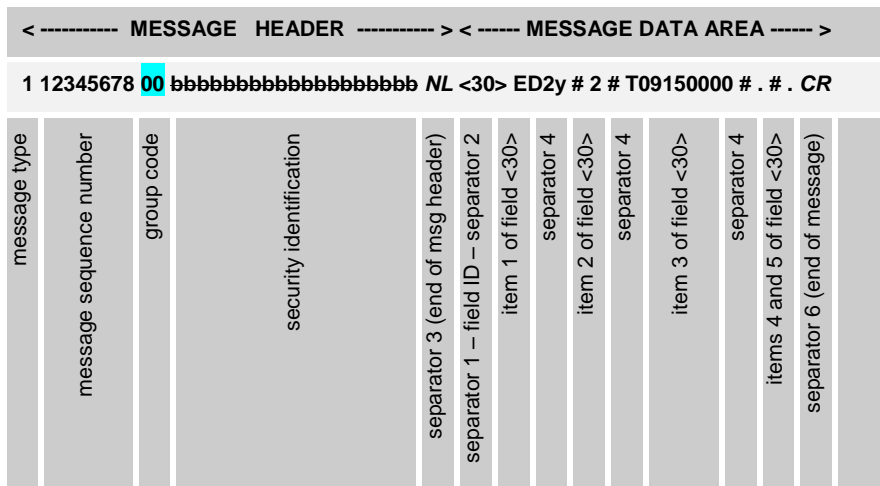 < ----------- MESSAGE HEADER ----------- > < ------ MESSAGE DATA AREA ------ >
1 12345678 00 bbbbbbbbbbbbbbbbbbb NL <30> ED2y # 2 # T09150000 # . # . CR
message type
message sequence number
group code
security identification
separator 3 (end of msg header)
separator 1 – field ID – separator 2
item 1 of field <30>
separator 4
item 2 of field <30>
separator 4
item 3 of field <30>
separator 4
items 4 and 5 of field <30>
separator 6 (end of message)